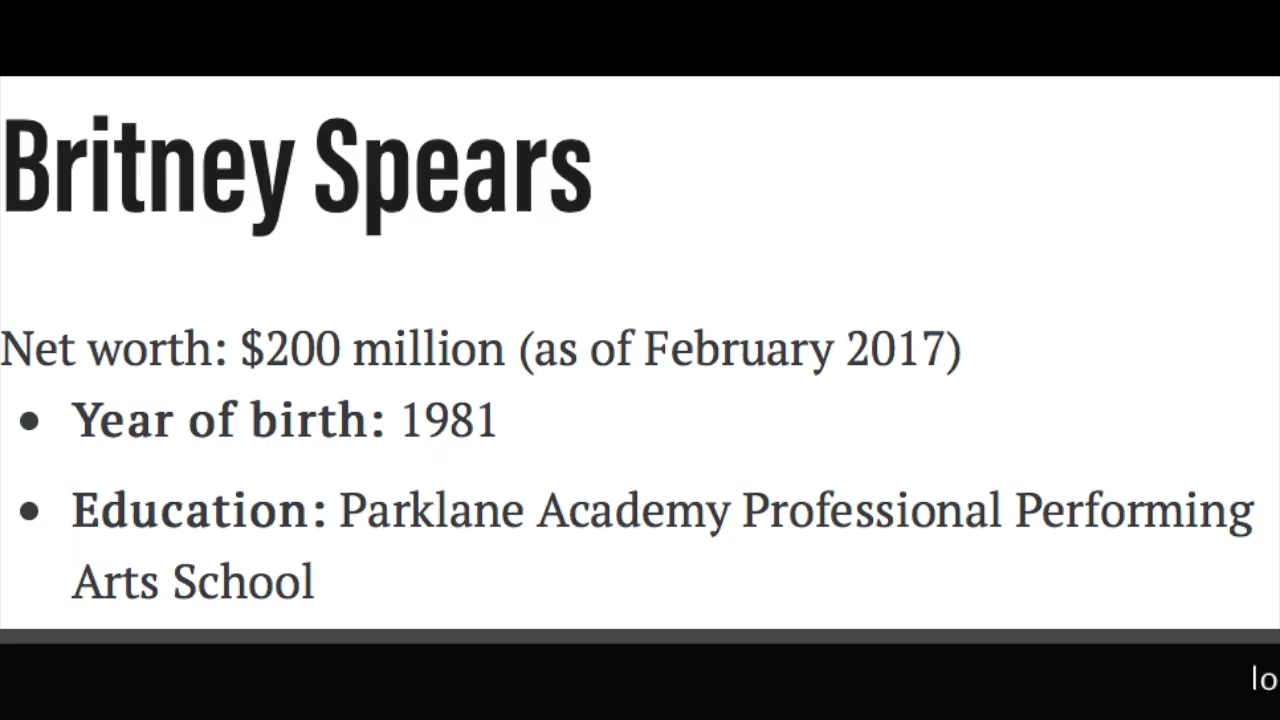 Britney Spears
Net worth: $200 million (as of February 2017)
• Year of birth: 1981
• Education: Parklane Academy Professional Performing
Arts School
lo